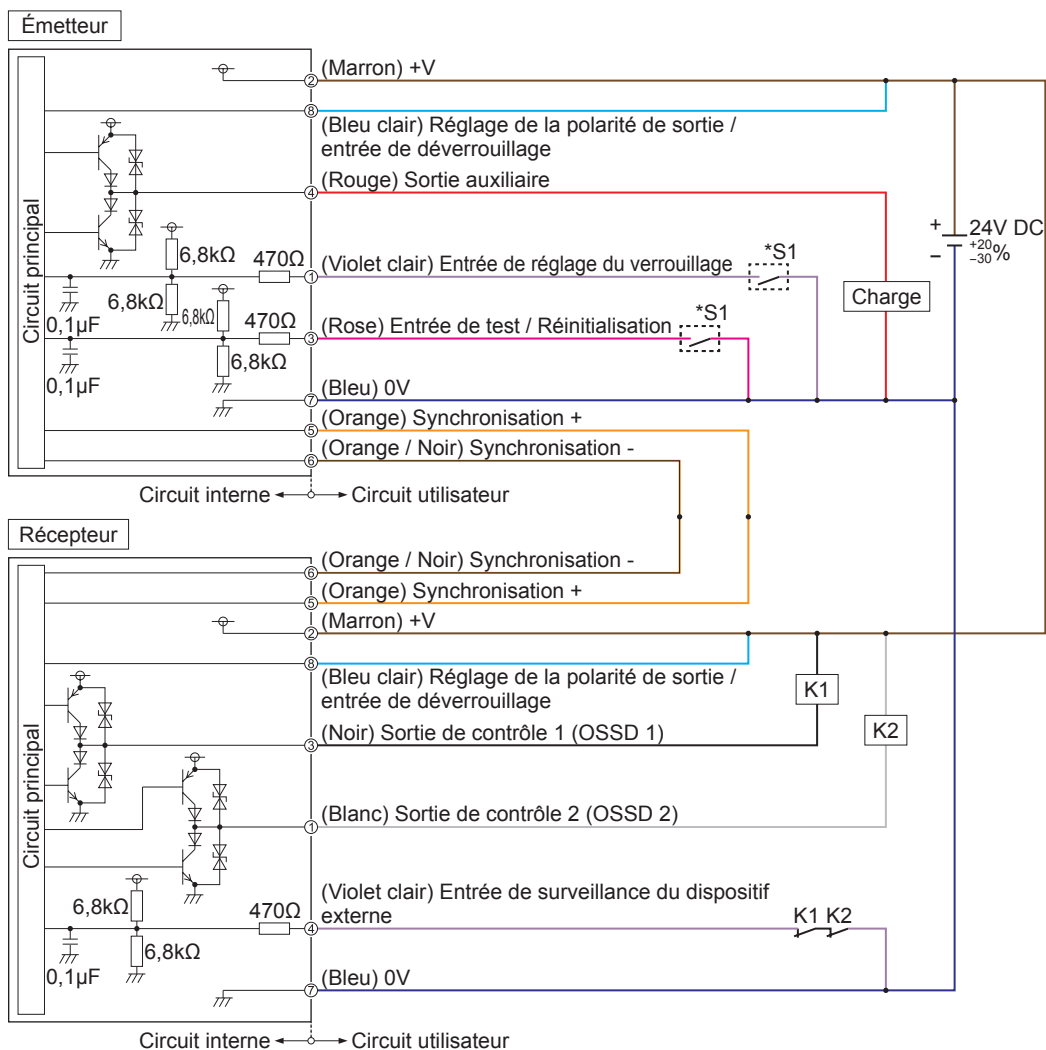 Émetteur
② (Marron) +V
⑧
(Bleu clair) Réglage de la polarité de sortie /
entrée de déverrouillage
④ (Rouge) Sortie auxiliaire
Circuit principal
+ 24V DC
+20
–30 %
–
6,8kΩ
470Ω
① (Violet clair) Entrée de réglage du verrouillage
*S1
0,1µF
6,8kΩ
6,8kΩ
470Ω
③ (Rose) Entrée de test / Réinitialisation
*S1
Charge
0,1µF
6,8kΩ
⑦ (Bleu) 0V
⑤ (Orange) Synchronisation +
⑥ (Orange / Noir) Synchronisation -
Circuit interne
Circuit utilisateur
Récepteur
⑥ (Orange / Noir) Synchronisation -
⑤ (Orange) Synchronisation +
② (Marron) +V
⑧
(Bleu clair) Réglage de la polarité de sortie /
entrée de déverrouillage
K1
K2
③ (Noir) Sortie de contrôle 1 (OSSD 1)
① (Blanc) Sortie de contrôle 2 (OSSD 2)
Circuit principal
(Violet clair) Entrée de surveillance du dispositif
externe
6,8kΩ
470Ω
④
K1 K2
0,1µF
6,8kΩ
⑦ (Bleu) 0V
Circuit interne
Circuit utilisateur